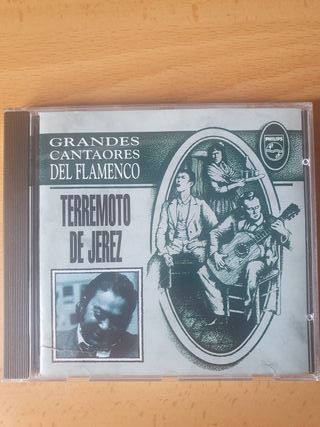 GRANDES
CANTAORES
DEL FLAMENCO
PHILIPS
TERREMOTO
DE JEREZ